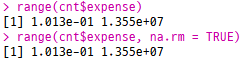 > range(cnt$expense)
[1] 1.013e-01 1.355e+07
> range(cnt$expense, na.rm = TRUE)
[1] 1.013e-01 1.355e+07